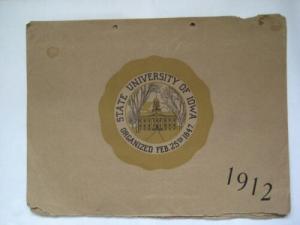 STATE UNIVERSITY OF IOWA
ORGANIZED FEB. 25TH 1847
1912